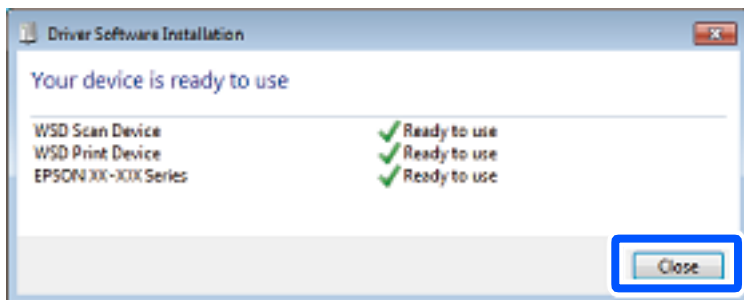 Driver Software Installation
Your device is ready to use
WSD Scan Device Ready to use
WSD Print Device Ready to use
EPSON XX-XXX Series Ready to use
Close